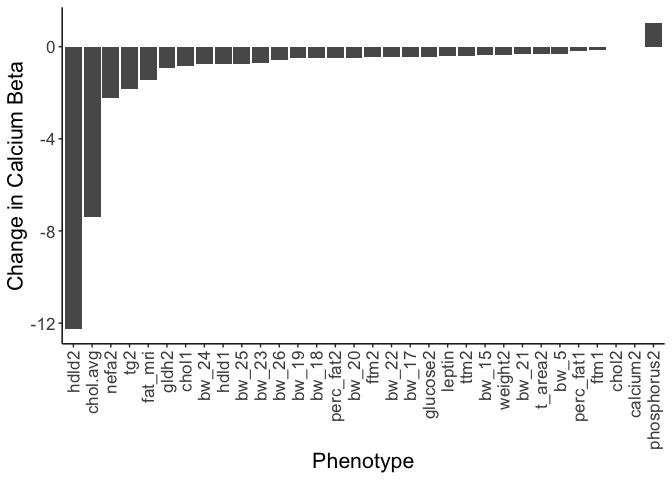 Change in Calcium Beta
0
-4
-8
-12
hdld2
chol.avg
nefa2
tg2
fat_mri
gldh2
chol1
bw_24
hdld1
bw_25
bw_23
bw_26
bw_19
bw_18
perc_fat2
bw_20
ftm2
bw_22
bw_17
glucose2
leptin
ttm2
bw_15
weight2
bw_21
t_area2
bw_5
perc_fat1
ftm1
chol2
calcium2
phosphorus2
Phenotype